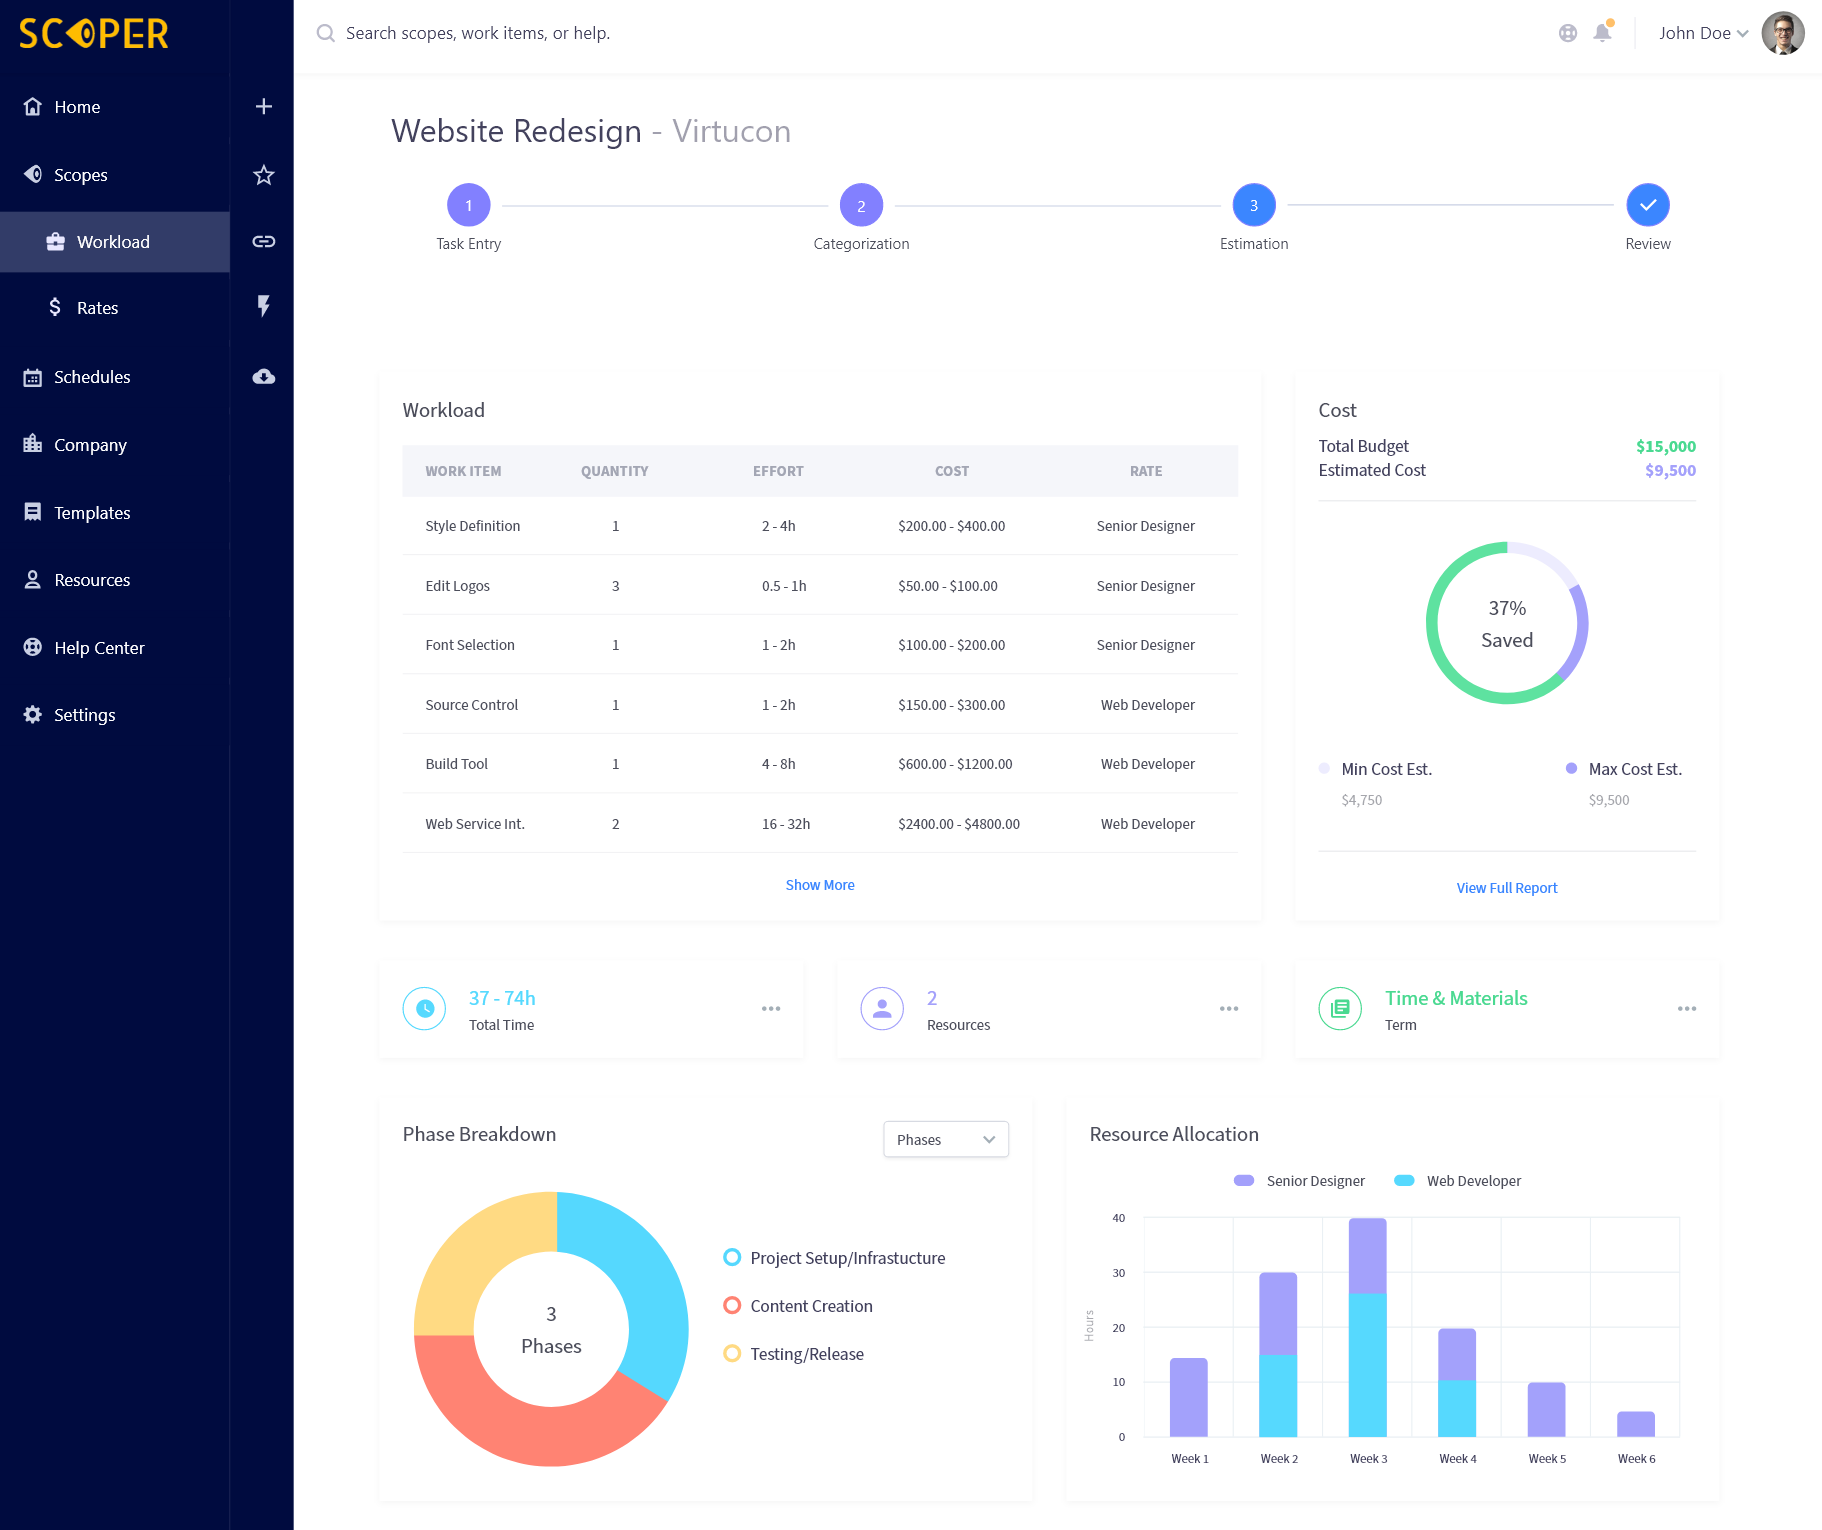 SCOPER
Search scopes, work items, or help.
John Doe
Home
Scopes
Workload
Rates
Schedules
Company
Templates
Resources
Help Center
Settings
Website Redesign - Virtucon
1
2
3
Task Entry
Categorization
Estimation
Review
Workload
WORK ITEM QUANTITY EFFORT COST RATE
Style Definition 1 2 - 4h $200.00 - $400.00 Senior Designer
Edit Logos 3 0.5 - 1h $50.00 - $100.00 Senior Designer
Font Selection 1 1 - 2h $100.00 - $200.00 Senior Designer
Source Control 1 1 - 2h $150.00 - $300.00 Web Developer
Build Tool 1 4 - 8h $600.00 - $1200.00 Web Developer
Web Service Int. 2 16 - 32h $2400.00 - $4800.00 Web Developer
Show More
Cost
Total Budget $15,000
Estimated Cost $9,500
37%
Saved
Min Cost Est.
$4,750
Max Cost Est.
$9,500
View Full Report
37 - 74h
Total Time
2
Resources
Time & Materials
Term
Phase Breakdown
Phases
3
Phases
Project Setup/Infrastucture
Content Creation
Testing/Release
Resource Allocation
Senior Designer
Web Developer
Hours
40
30
20
10
0
Week 1 Week 2 Week 3 Week 4 Week 5 Week 6